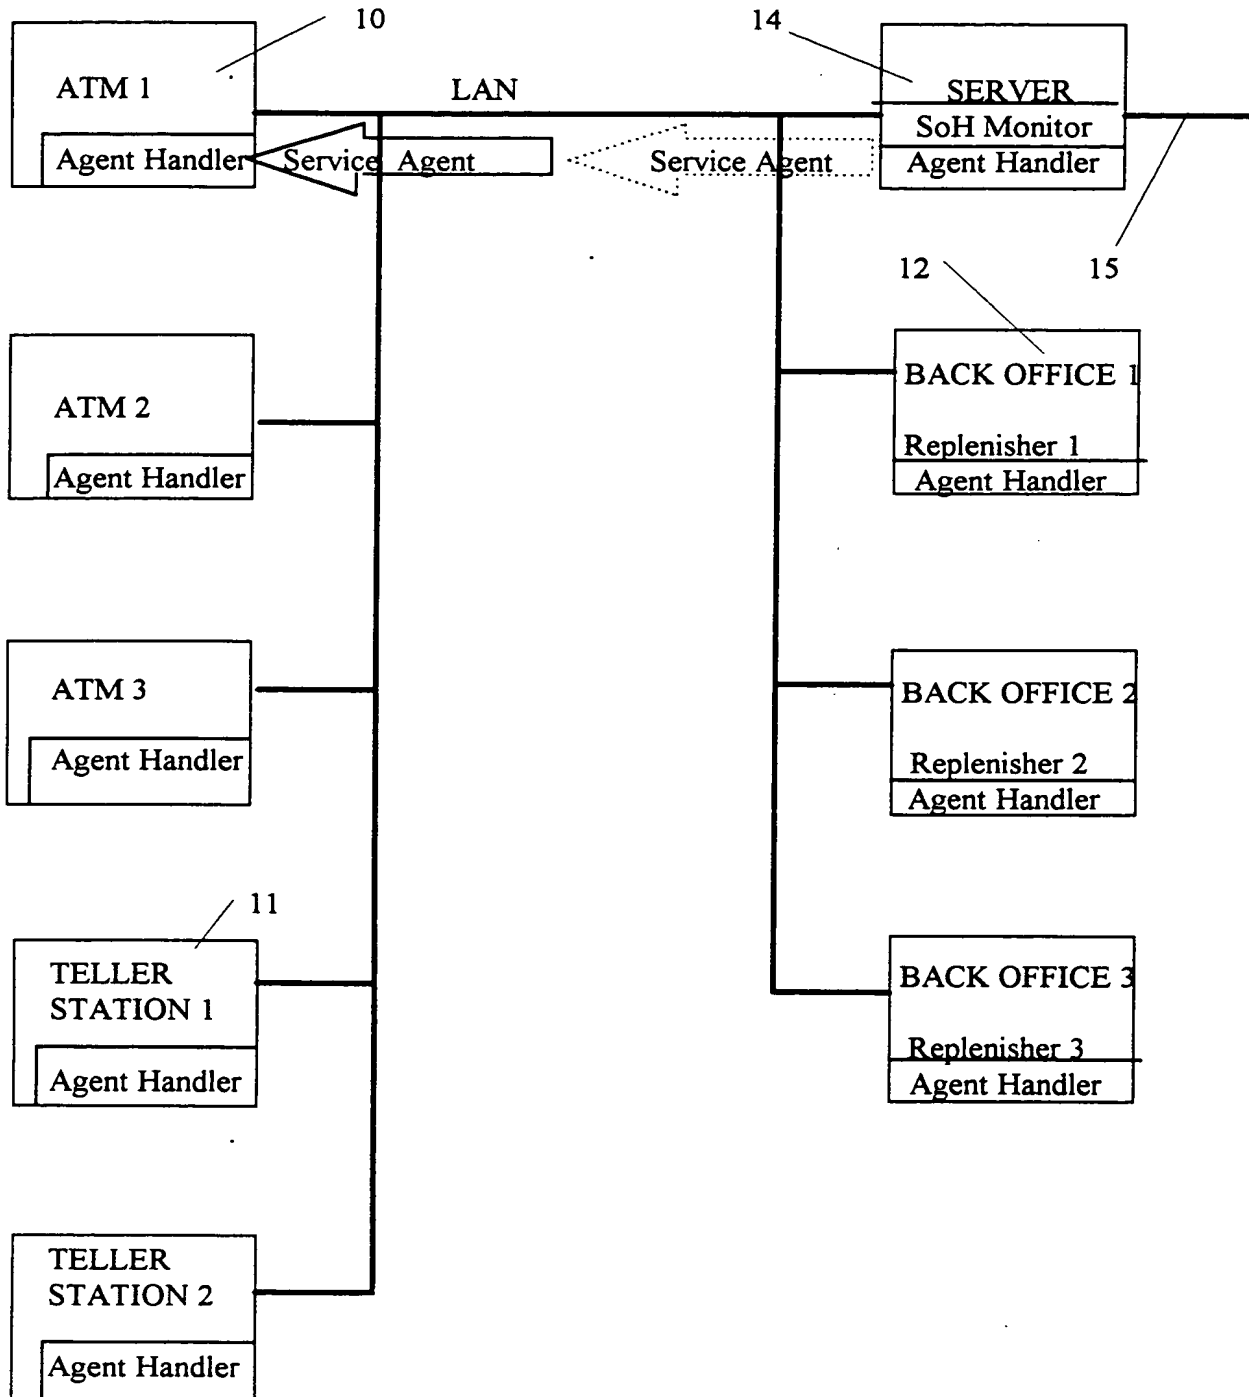 10
14
ATM 1
LAN
SERVER
SoH Monitor
Agent Handler
Service Agent
Service Agent
Agent Handler
12
15
BACK OFFICE 1
ATM 2
Replenisher 1
Agent Handler
Agent Handler
ATM 3
BACK OFFICE 2
Agent Handler
Replenisher 2
Agent Handler
11
TELLER
STATION 1
BACK OFFICE 3
Replenisher 3
Agent Handler
Agent Handler
TELLER
STATION 2
Agent Handler